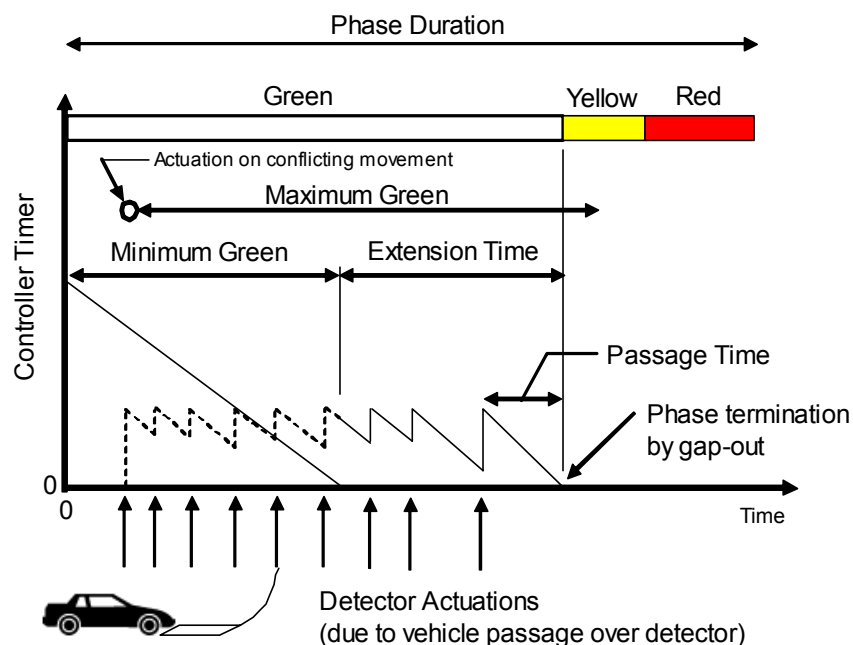 Phase Duration
Green
Yellow
Red
Actuation on conflicting movement
Maximum Green
Minimum Green
Extension Time
Controller Timer
Passage Time
Phase termination
by gap-out
0
0
Time
Detector Actuations
(due to vehicle passage over detector)